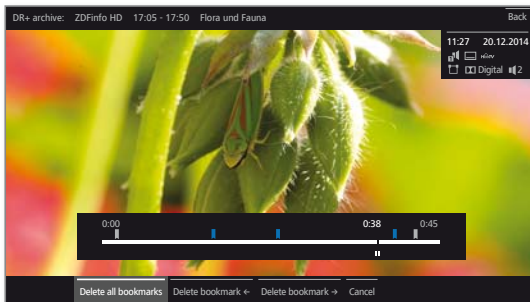 DR+ archive: ZDFinfo HD 17:05 - 17:50 Flora und Fauna Back
11:27 20.12.2014
Digital 2
0:00 0:38 0:45
Delete all bookmarks Delete bookmark ← Delete bookmark → Cancel